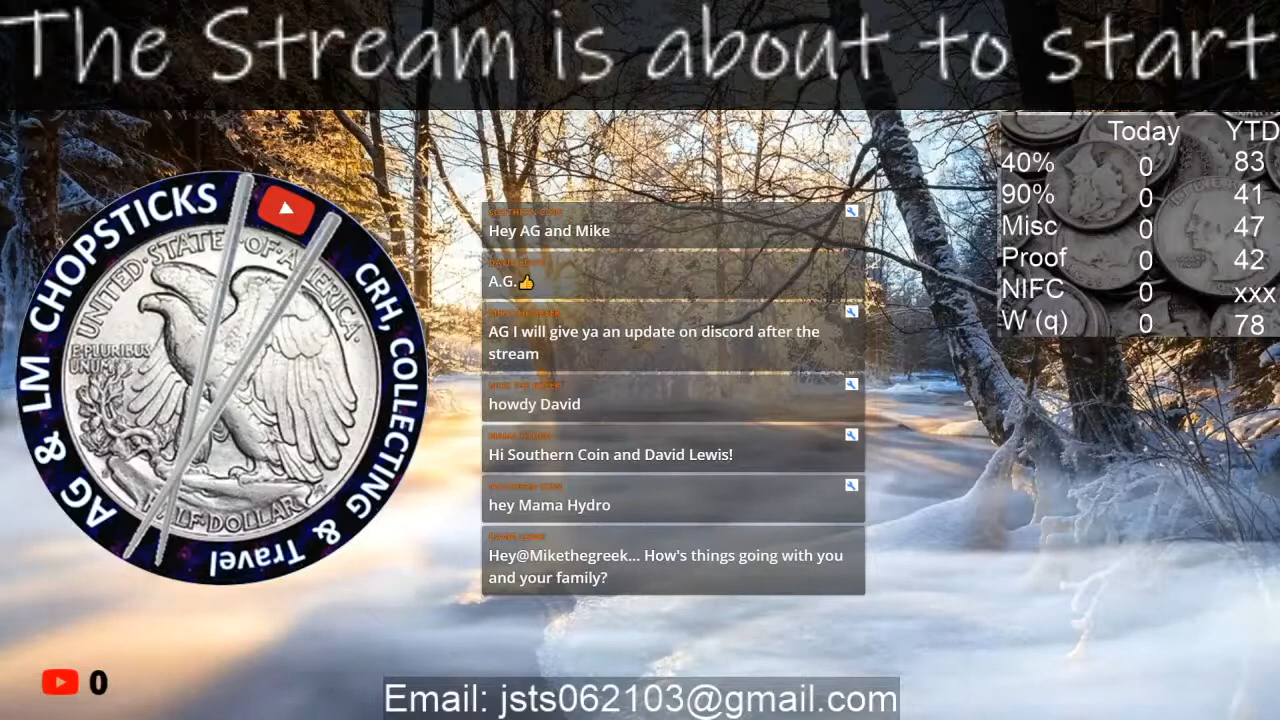 The Stream is about to start
Today YTD
40% 0 83
90% 0 41
Misc 0 47
Proof 0 42
NIFC 0 xxx
W (q) 0 78
AG & LM CHOPSTICKS
CRH, COLLECTING & Travel
UNITED·STATES·OF·AMERICA·
E·PLURIBUS
UNUM
HALF·DOLLAR
Hey AG and Mike
A.G.👍
AG I will give ya an update on discord after the
stream
howdy David
Hi Southern Coin and David Lewis!
hey Mama Hydro
Hey@Mikethegreek... How's things going with you
and your family?
0
Email: jsts062103@gmail.com